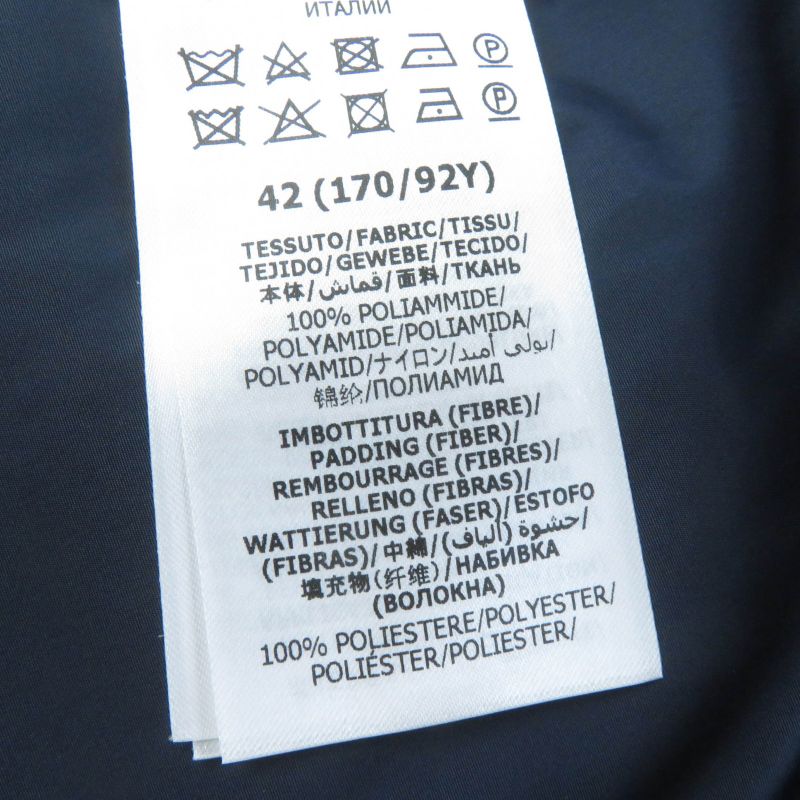 ИТАЛИИ
P
P
42 (170/92Y)
TESSUTO/FABRIC/TISSU/
TEJIDO/GEWEBE/TECIDO/
本体/قماش/面料/ТКАНЬ
100% POLIAMMIDE/
POLYAMIDE/POLIAMIDA/
POLYAMID/ナイロン/بولي أميد/
锦纶/ПОЛИАМИД
IMBOTTITURA (FIBRE)/
PADDING (FIBER)/
REMBOURRAGE (FIBRES)/
RELLENO (FIBRAS)/
WATTIERUNG (FASER)/ESTOFO
(FIBRAS)/中綿/(حشوة (ألياف/
填充物(纤维)/НАБИВКА
(ВОЛОКНА)
100% POLIESTERE/POLYESTER/
POLIÉSTER/POLIESTER/